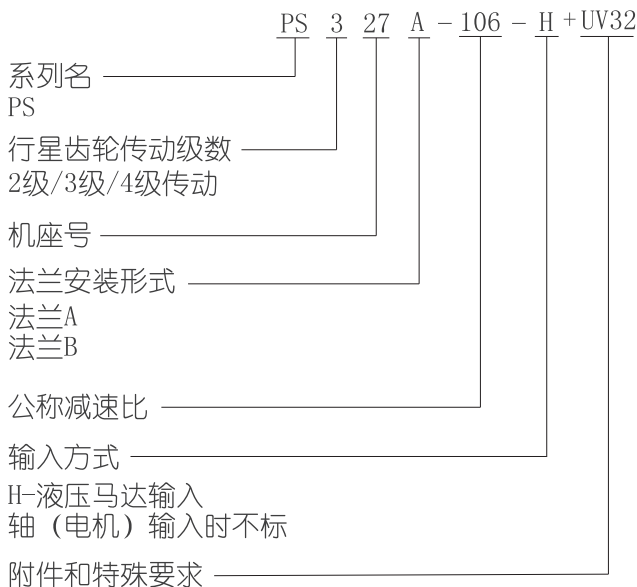 PS 3 27 A - 106 - H + UV32
系列名
PS
行星齿轮传动级数
2级/3级/4级传动
机座号
法兰安装形式
法兰A
法兰B
公称减速比
输入方式
H-液压马达输入
轴（电机）输入时不标
附件和特殊要求